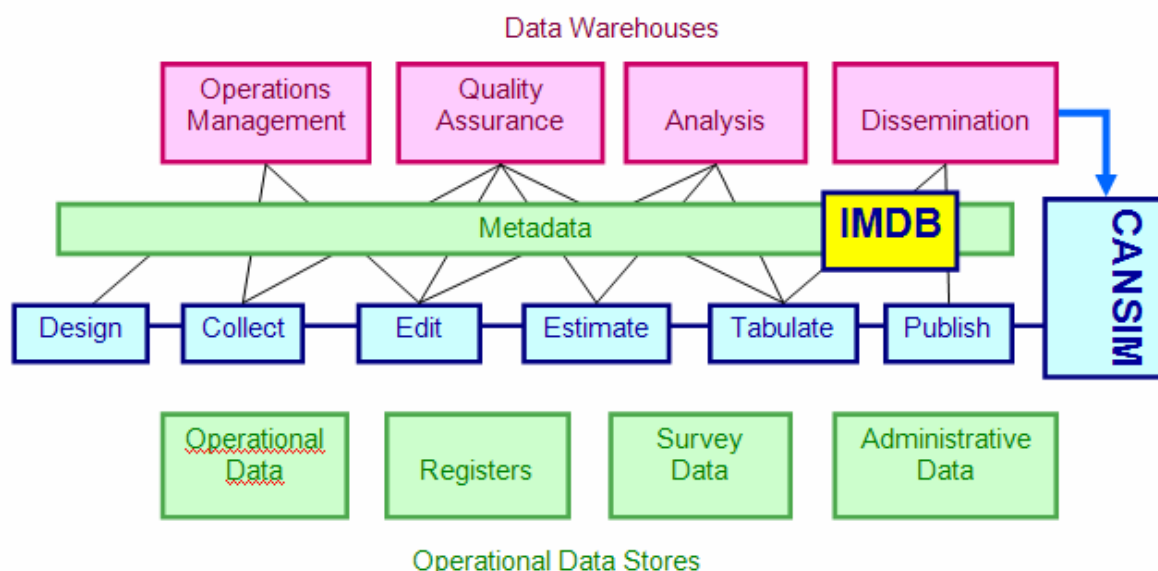 Data Warehouses
Operations
Management
Quality
Assurance
Analysis
Dissemination
Metadata
IMDB
CANSIM
Design
Collect
Edit
Estimate
Tabulate
Publish
Operational
Data
Registers
Survey
Data
Administrative
Data
Operational Data Stores